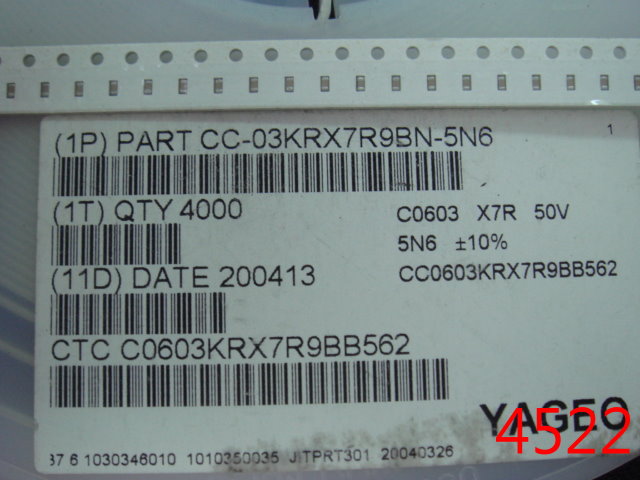 (1P) PART CC-03KRX7R9BN-5N6
1
(1T) QTY 4000
C0603 X7R 50V
5N6 ±10%
(11D) DATE 200413
CC0603KRX7R9BB562
CTC C0603KRX7R9BB562
YAGEO
4522
37 6 1030346010 1010350035 JITPRT301 20040326